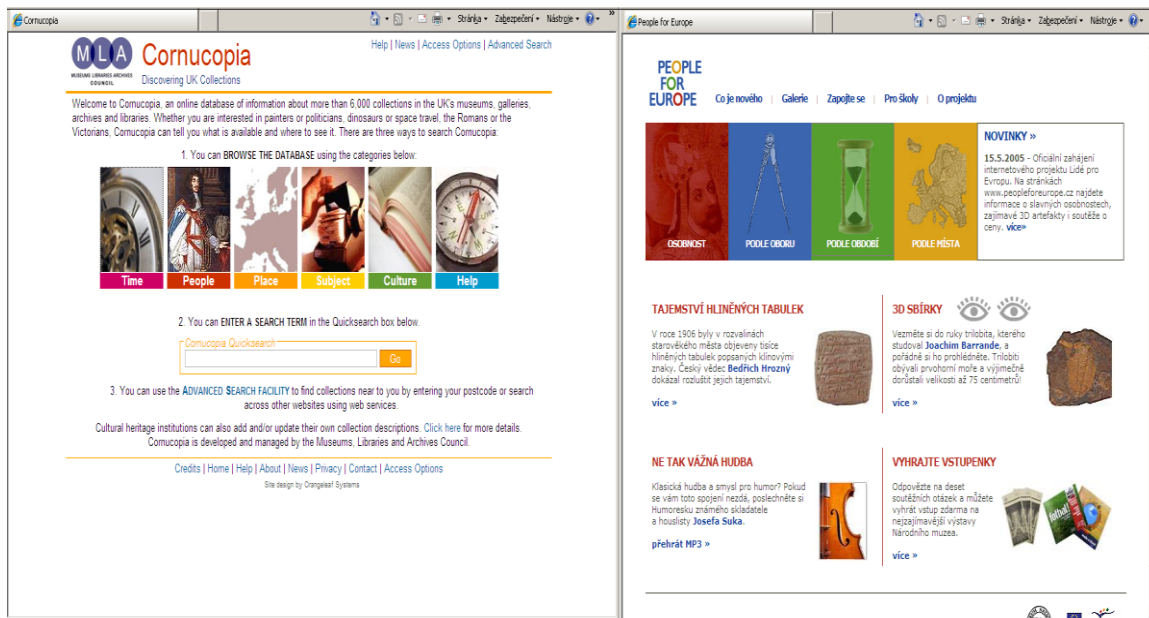 Cornucopia
Stránka
Zabezpečení
Nástroje
MLA
MUSEUMS LIBRARIES ARCHIVES
COUNCIL
Cornucopia
Discovering UK Collections
Help | News | Access Options | Advanced Search
Welcome to Cornucopia, an online database of information about more than 6,000 collections in the UK's museums, galleries,
archives and libraries. Whether you are interested in painters or politicians, dinosaurs or space travel, the Romans or the
Victorians, Cornucopia can tell you what is available and where to see it. There are three ways to search Cornucopia:
1. You can BROWSE THE DATABASE using the categories below:
Time People Place Subject Culture Help
2. You can ENTER A SEARCH TERM in the Quicksearch box below.
Cornucopia Quicksearch
Go
3. You can use the ADVANCED SEARCH FACILITY to find collections near to you by entering your postcode or search
across other websites using web services.
Cultural heritage institutions can also add and/or update their own collection descriptions. Click here for more details.
Cornucopia is developed and managed by the Museums, Libraries and Archives Council.
Credits | Home | Help | About | News | Privacy | Contact | Access Options
Site design by Orangeleaf Systems
People for Europe
Stránka
Zabezpečení
Nástroje
PEOPLE
FOR
EUROPE
Co je nového | Galerie | Zapojte se | Pro školy | O projektu
OSOBNOST
PODLE OBORU
PODLE OBDOBÍ
PODLE MÍSTA
NOVINKY »
15.5.2005 - Oficiální zahájení
internetového projektu Lidé pro
Evropu. Na stránkách
www.peopleforeurope.cz najdete
informace o slavných osobnostech,
zajímavé 3D artefakty i soutěže o
ceny. více»
TAJEMSTVÍ HLINĚNÝCH TABULEK
V roce 1906 byly v rozvalinách
starověkého města objeveny tisíce
hliněných tabulek popsaných klínovými
znaky. Český vědec Bedřich Hrozný
dokázal rozluštit jejich tajemství.
více »
3D SBÍRKY
Vezměte si do ruky trilobita, kterého
studoval Joachim Barrande, a
pořádně si ho prohlédněte. Trilobiti
obývali prvohorní moře a výjimečně
dorůstali velikosti až 75 centimetrů!
více »
NE TAK VÁŽNÁ HUDBA
Klasická hudba a smysl pro humor? Pokud
se vám toto spojení nezdá, poslechněte si
Humoresku známého skladatele
a houslisty Josefa Suka.
přehrát MP3 »
VYHRAJTE VSTUPENKY
Odpovězte na deset
soutěžních otázek a můžete
vyhrát vstup zdarma na
nejzajímavější výstavy
Národního muzea.
více »
fotbal